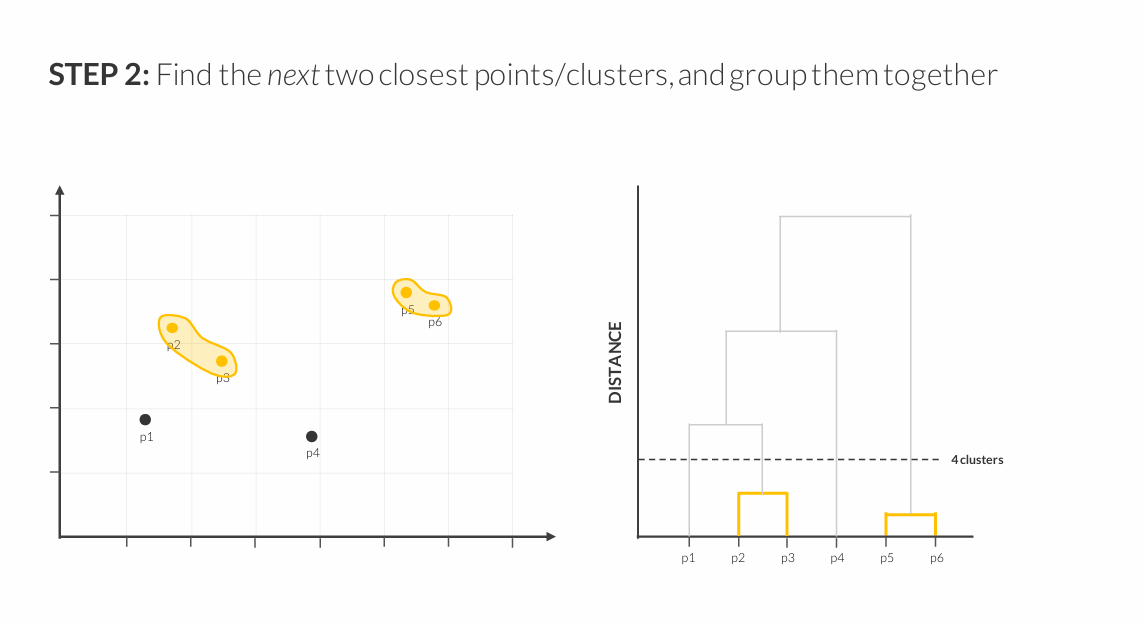 STEP 2: Find the next two closest points/clusters, and group them together
p5
p6
p2
p3
p1
p4
DISTANCE
4 clusters
p1 p2 p3 p4 p5 p6